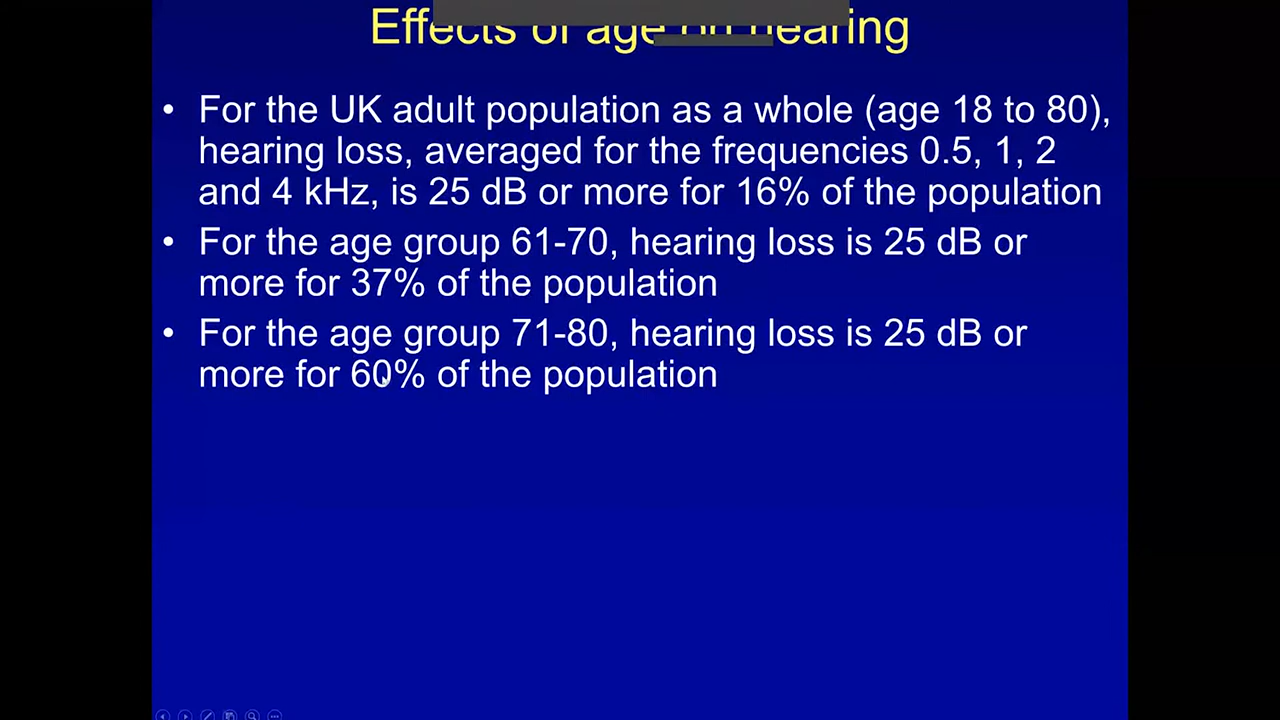 Effects of age on hearing
• For the UK adult population as a whole (age 18 to 80),
hearing loss, averaged for the frequencies 0.5, 1, 2
and 4 kHz, is 25 dB or more for 16% of the population
• For the age group 61-70, hearing loss is 25 dB or
more for 37% of the population
• For the age group 71-80, hearing loss is 25 dB or
more for 60% of the population